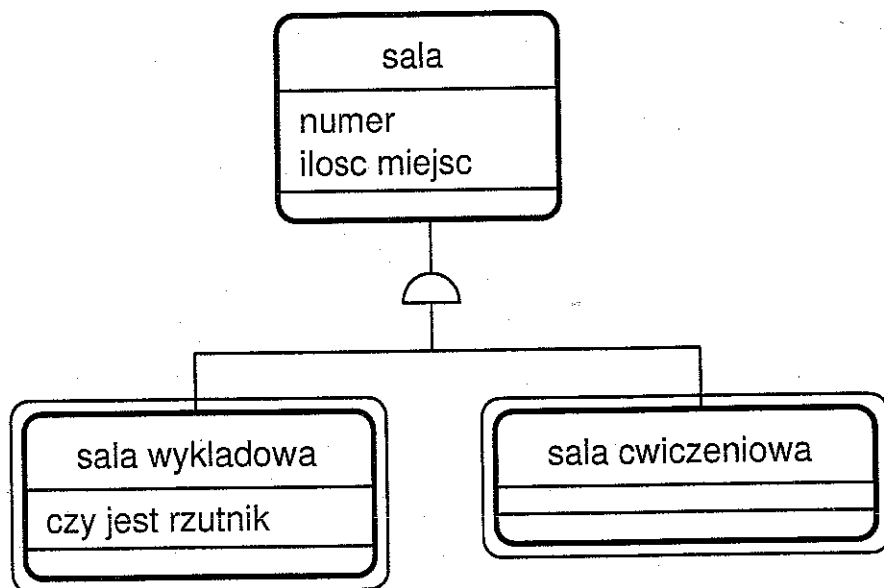 sala
numer
ilosc miejsc
sala wykladowa
czy jest rzutnik
sala cwiczeniowa